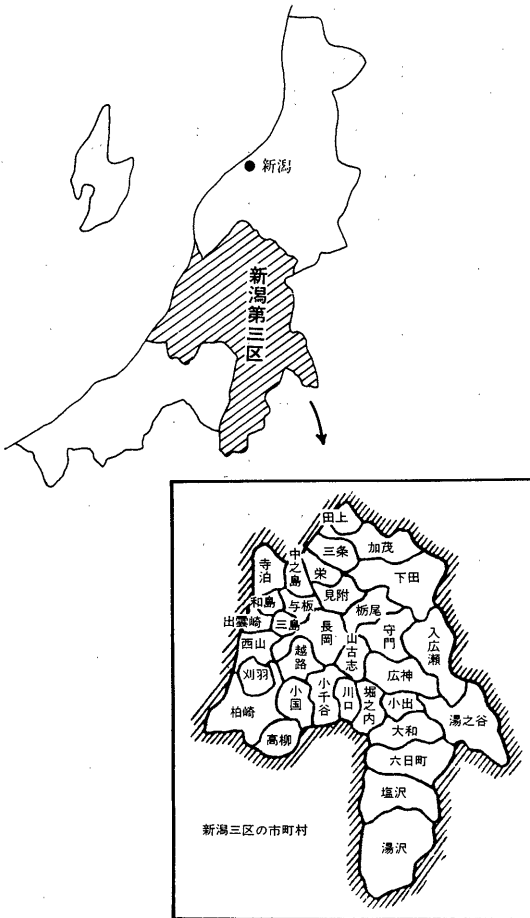 新潟
新潟第三区
田上
加茂
三条
中之島
寺泊
栄
下田
見附
和島
与板
栃尾
出雲崎
三島
長岡
守門
入広瀬
西山
山古志
越路
刈羽
広神
小国
小千谷
川口
堀之内
小出
柏崎
湯之谷
大和
高柳
六日町
塩沢
新潟三区の市町村
湯沢